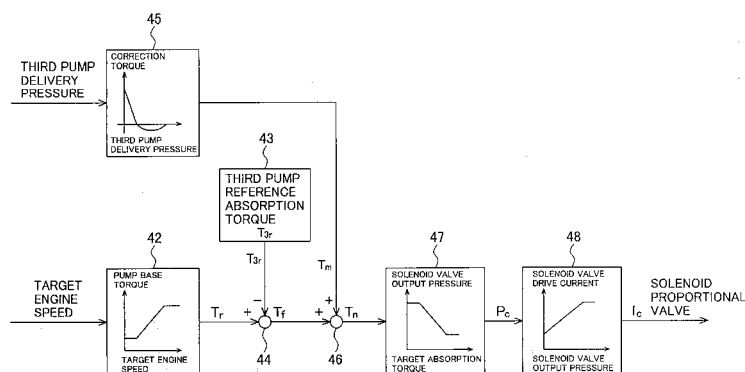 45
CORRECTION
TORQUE
THIRD PUMP
DELIVERY
PRESSURE
THIRD PUMP
DELIVERY PRESSURE
43
THIRD PUMP
REFERENCE
ABSORPTION
TORQUE
T3r
42
PUMP BASE
TORQUE
TARGET
ENGINE
SPEED
TARGET ENGINE
SPEED
T3r
Tm
Tr
+
−
Tf
44
+
+
Tn
46
47
SOLENOID VALVE
OUTPUT PRESSURE
TARGET ABSORPTION
TORQUE
Pc
48
SOLENOID VALVE
DRIVE CURRENT
SOLENOID VALVE
OUTPUT PRESSURE
Ic
SOLENOID
PROPORTIONAL
VALVE